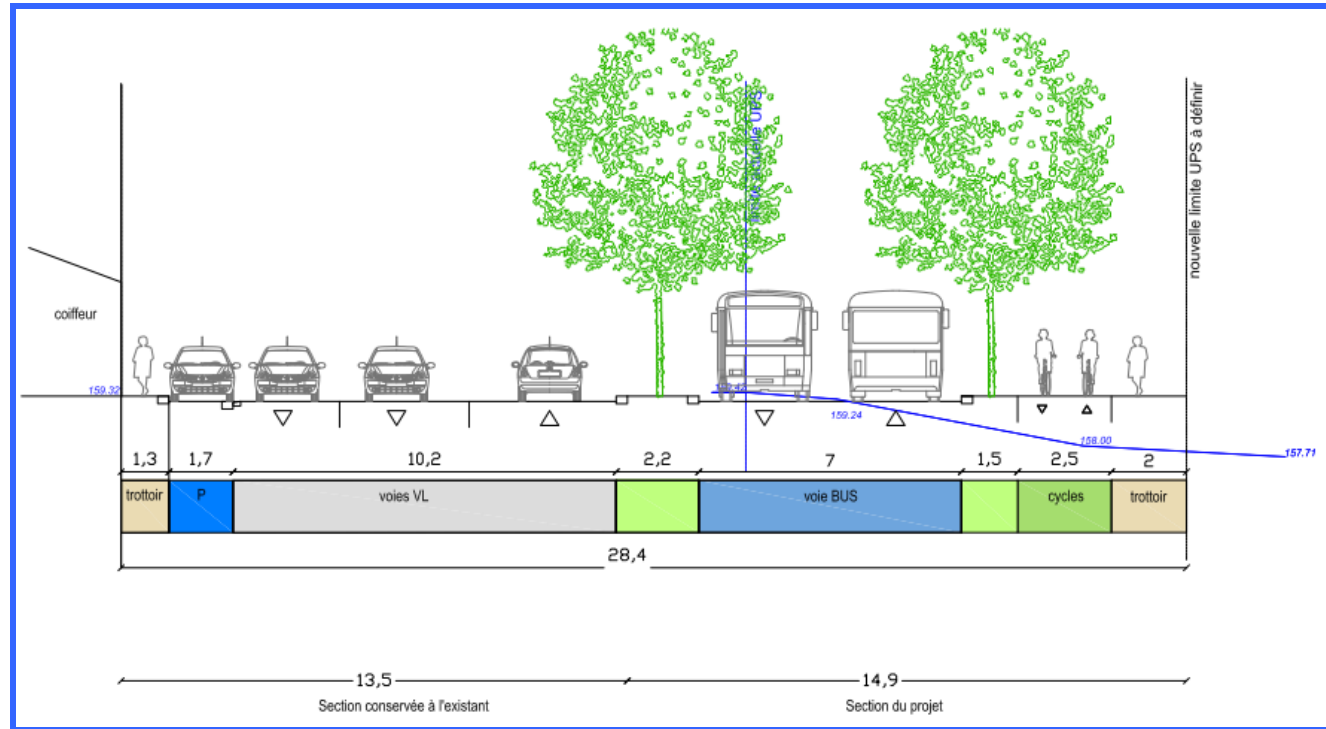 limite actuelle UPS
nouvelle limite UPS à définir
coiffeur
159.32
159.24
158.00
157.71
1,3 1,7 10,2 2,2 7 1,5 2,5 2
trottoir P voies VL voie BUS cycles trottoir
28,4
13,5 14,9
Section conservée à l'existant Section du projet